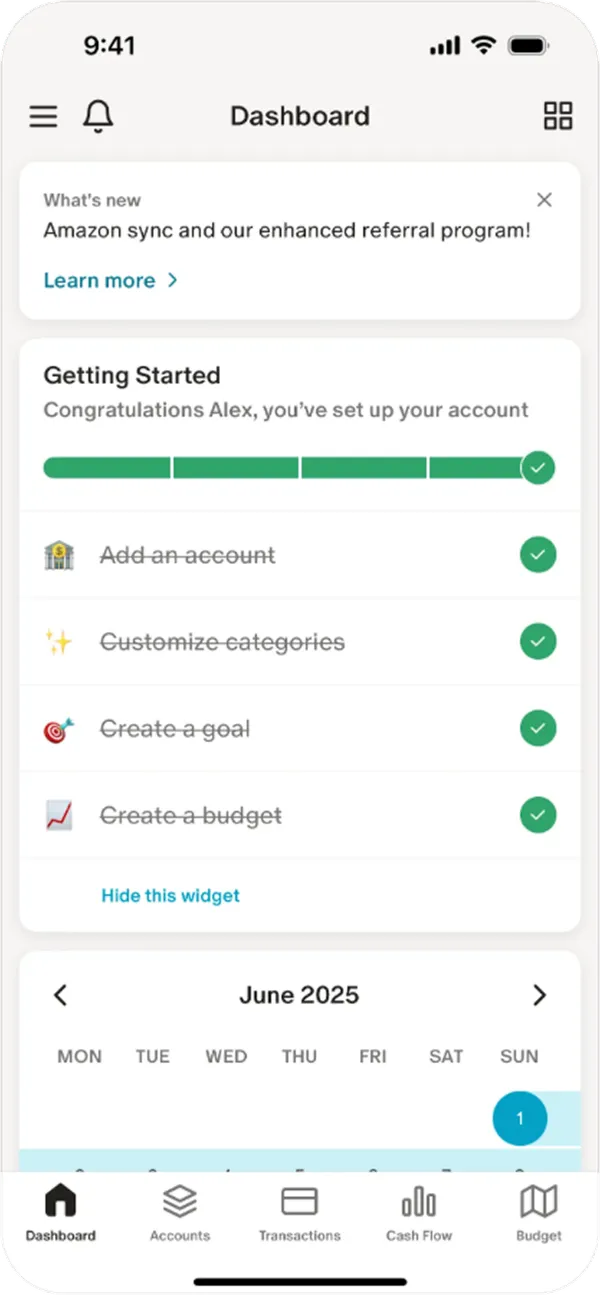 9:41
Dashboard
What's new
Amazon sync and our enhanced referral program!
Learn more
Getting Started
Congratulations Alex, you’ve set up your account
Add an account
Customize categories
Create a goal
Create a budget
Hide this widget
June 2025
MON TUE WED THU FRI SAT SUN
1
Dashboard Accounts Transactions Cash Flow Budget